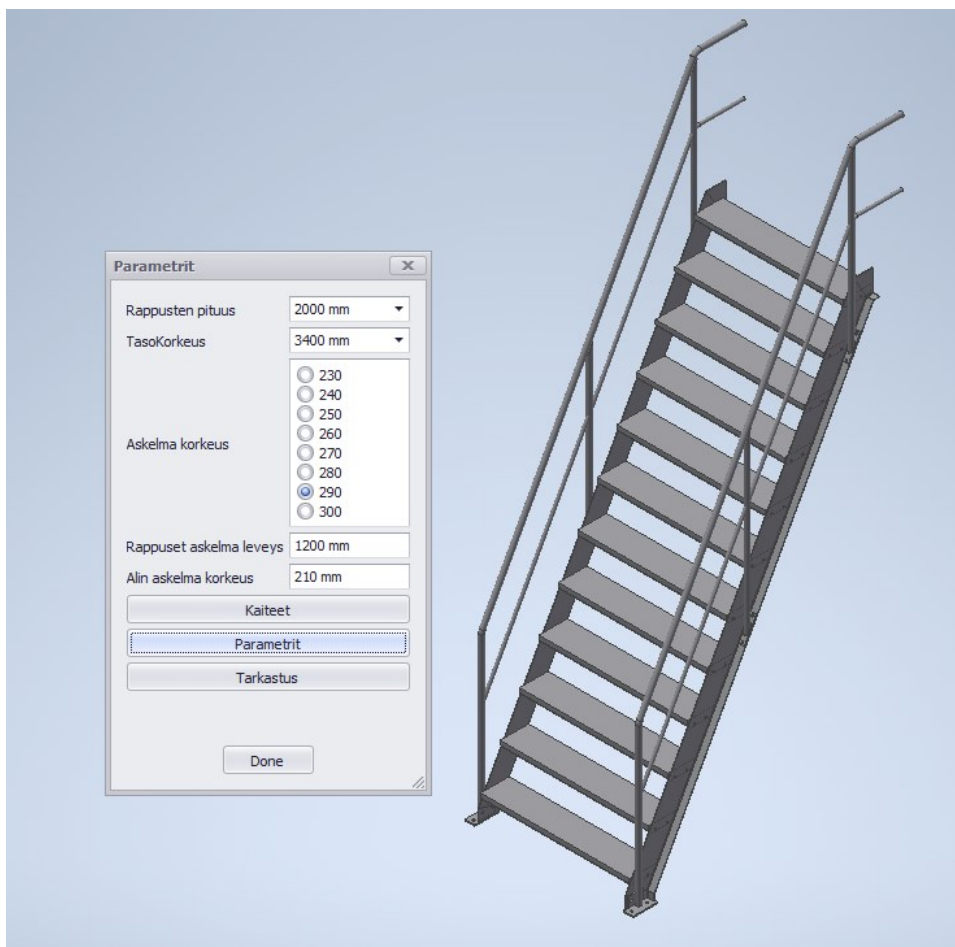 Parametrit
Rappusten pituus 2000 mm
TasoKorkeus 3400 mm
Askelma korkeus
230
240
250
260
270
280
290
300
Rappuset askelma leveys 1200 mm
Alin askelma korkeus 210 mm
Kaiteet
Parametrit
Tarkastus
Done